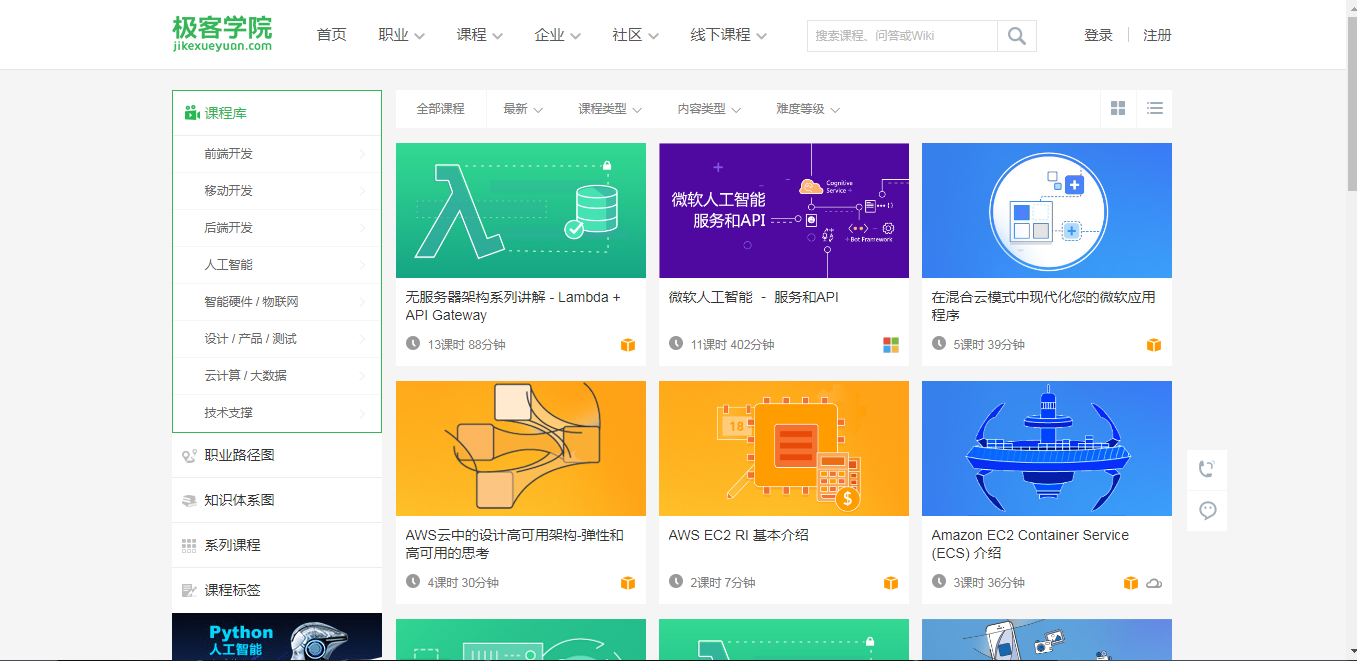 极客学院
jikexueyuan.com
首页
职业
课程
企业
社区
线下课程
搜索课程、问答或Wiki
登录
注册
课程库
前端开发
移动开发
后端开发
人工智能
智能硬件 / 物联网
设计 / 产品 / 测试
云计算 / 大数据
技术支撑
职业路径图
知识体系图
系列课程
课程标签
Python
人工智能
全部课程
最新
课程类型
内容类型
难度等级
无服务器架构系列讲解 - Lambda +
API Gateway
13课时 88分钟
微软人工智能
服务和API
Cognitive
Service
Bot Framework
微软人工智能 － 服务和API
11课时 402分钟
在混合云模式中现代化您的微软应用
程序
5课时 39分钟
AWS云中的设计高可用架构-弹性和
高可用的思考
4课时 30分钟
18
$
AWS EC2 RI 基本介绍
2课时 7分钟
Amazon EC2 Container Service
(ECS) 介绍
3课时 36分钟